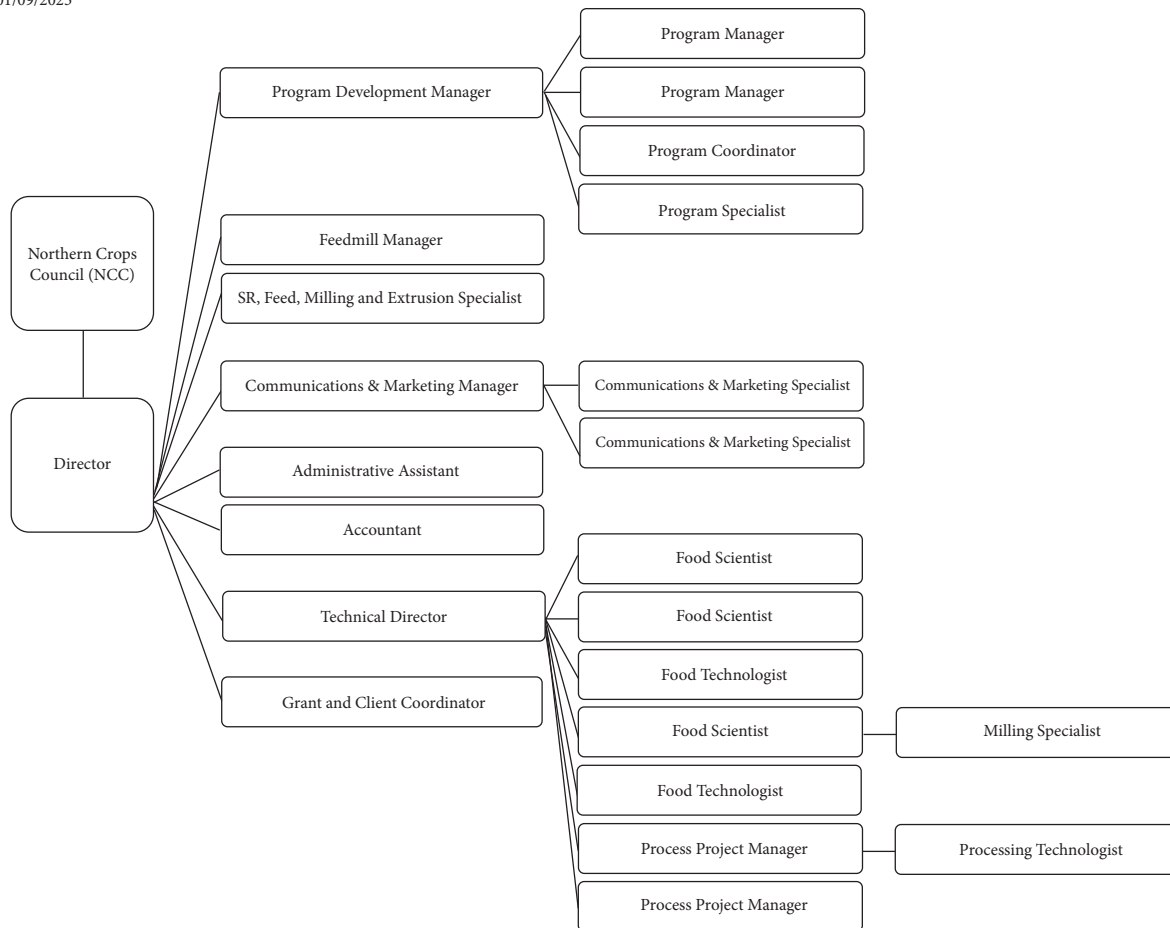 01/09/2025
Northern Crops
Council (NCC)
Director
Program Development Manager
Program Manager
Program Manager
Program Coordinator
Program Specialist
Feedmill Manager
SR, Feed, Milling and Extrusion Specialist
Communications & Marketing Manager
Communications & Marketing Specialist
Communications & Marketing Specialist
Administrative Assistant
Accountant
Technical Director
Food Scientist
Food Scientist
Food Technologist
Food Scientist
Milling Specialist
Food Technologist
Process Project Manager
Processing Technologist
Process Project Manager
Grant and Client Coordinator